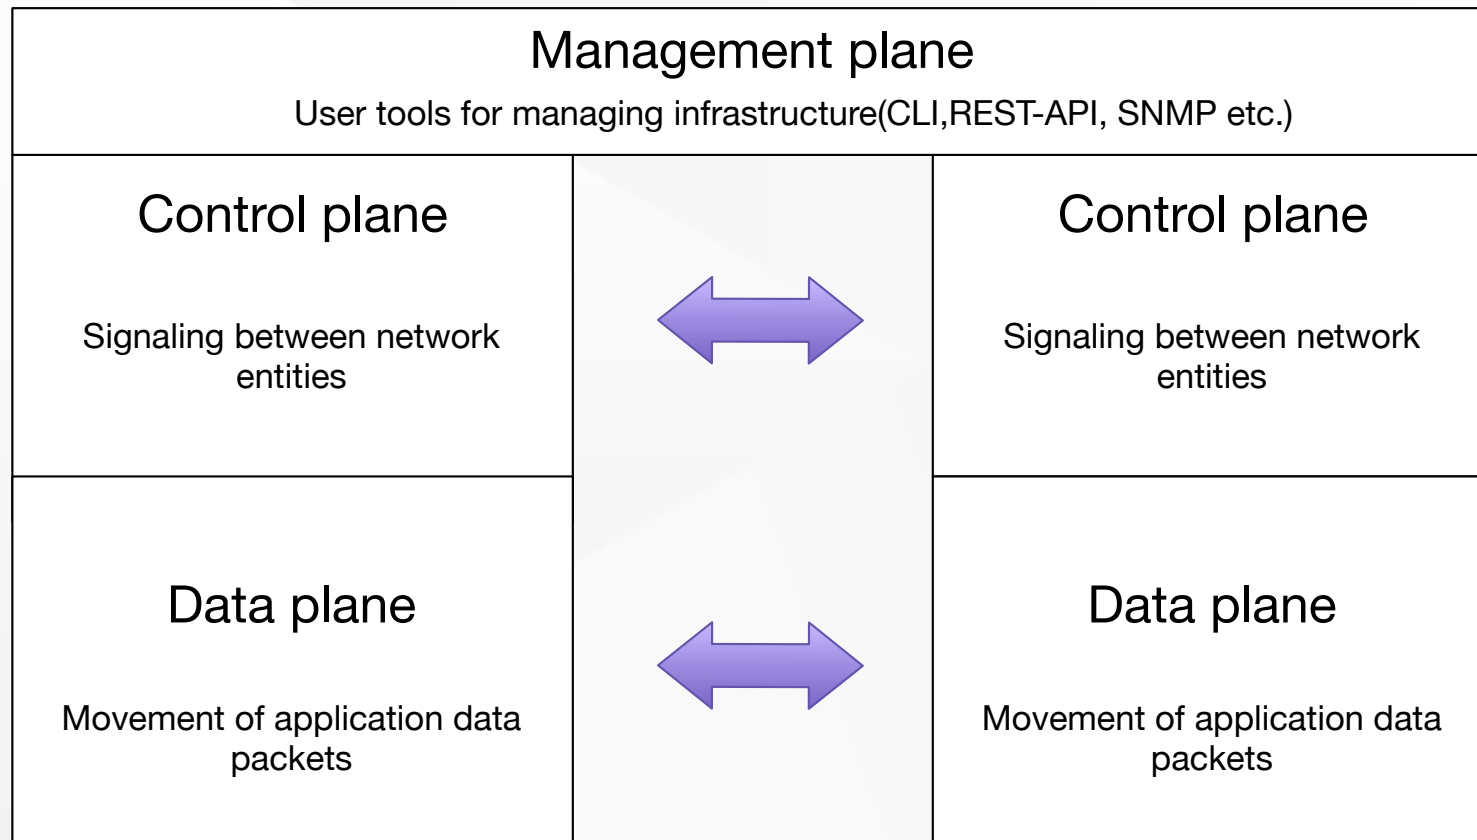 Management plane
User tools for managing infrastructure(CLI,REST-API, SNMP etc.)
Control plane
Signaling between network
entities
Control plane
Signaling between network
entities
Data plane
Movement of application data
packets
Data plane
Movement of application data
packets